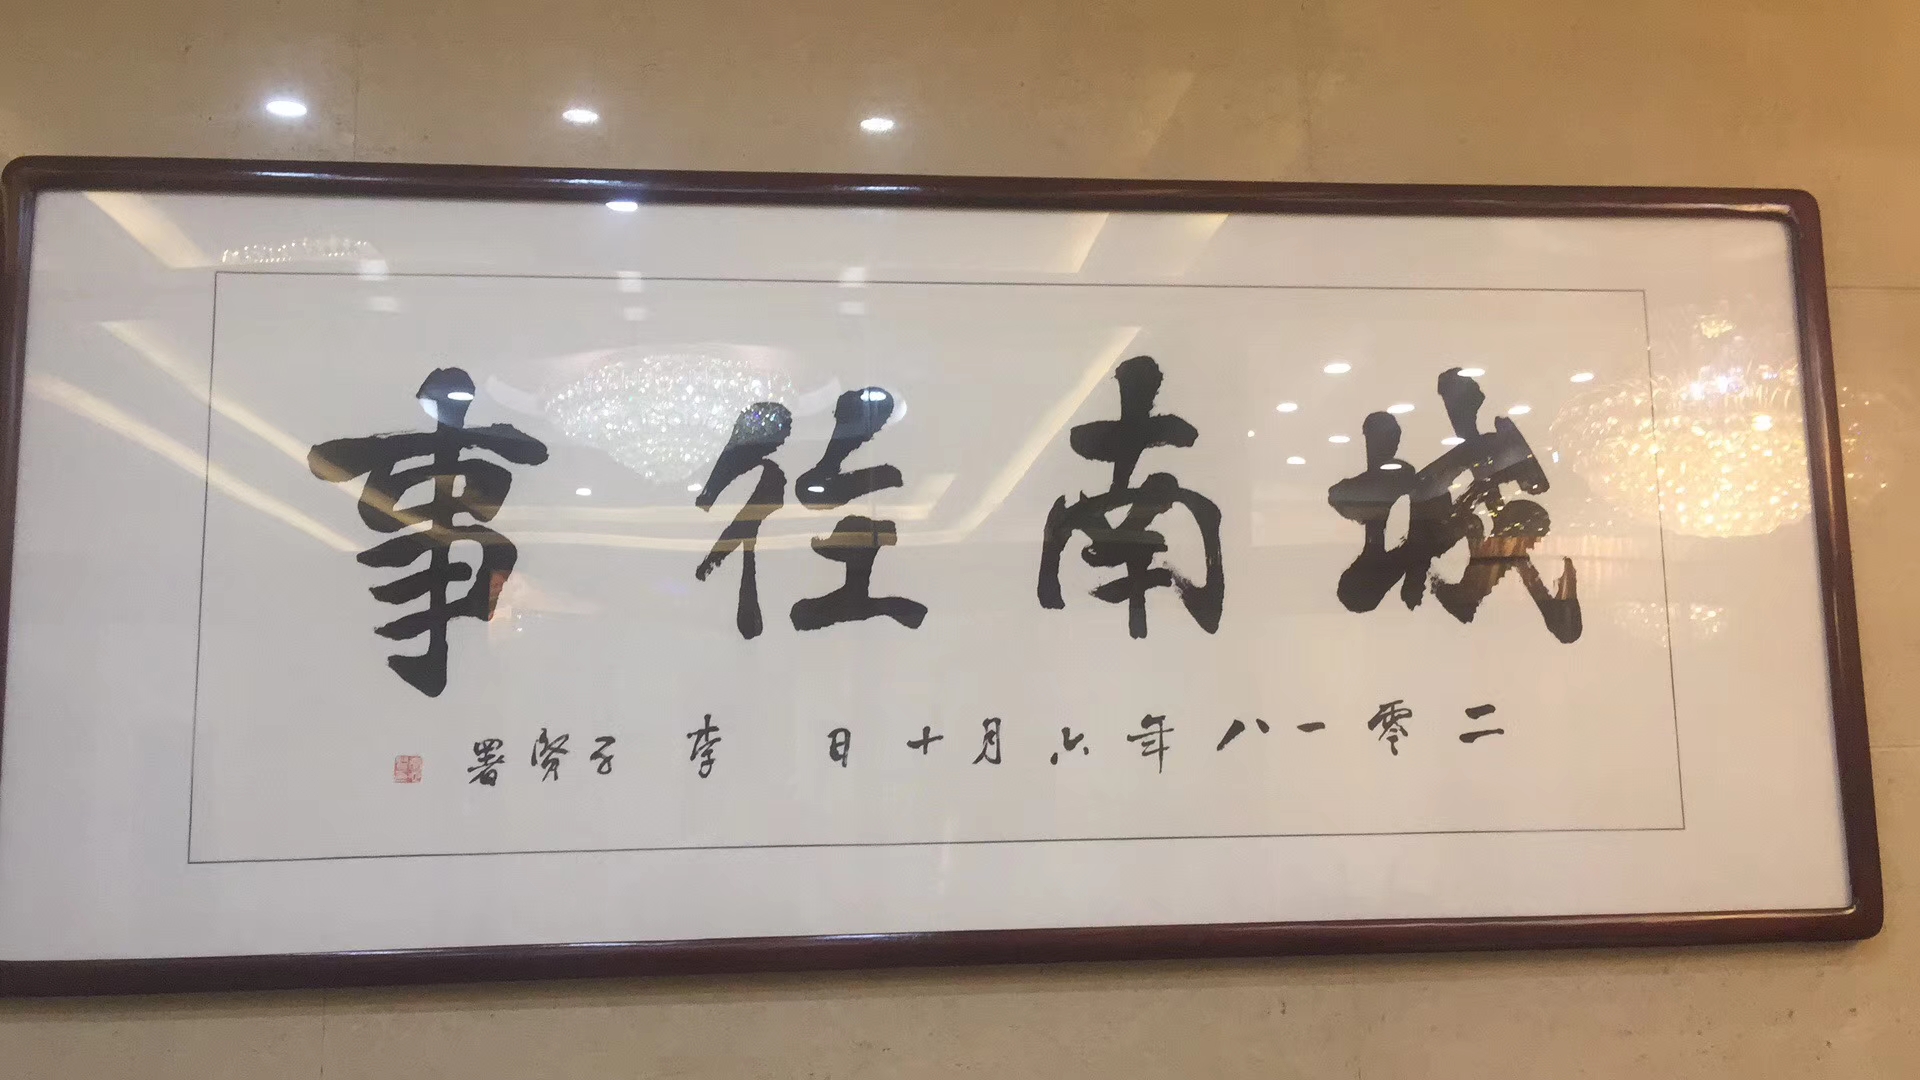 城南往事
二零一八年六月十日 李子贤署